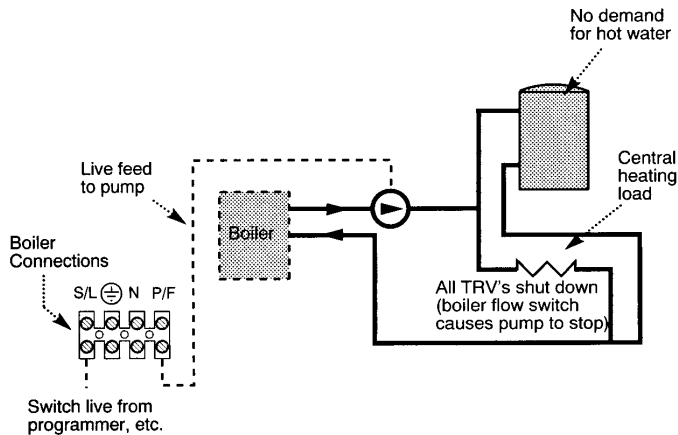 No demand
for hot water
Live feed
to pump
Central
heating
load
Boiler
Boiler
Connections
S/L N P/F
All TRV's shut down
(boiler flow switch
causes pump to stop)
Switch live from
programmer, etc.